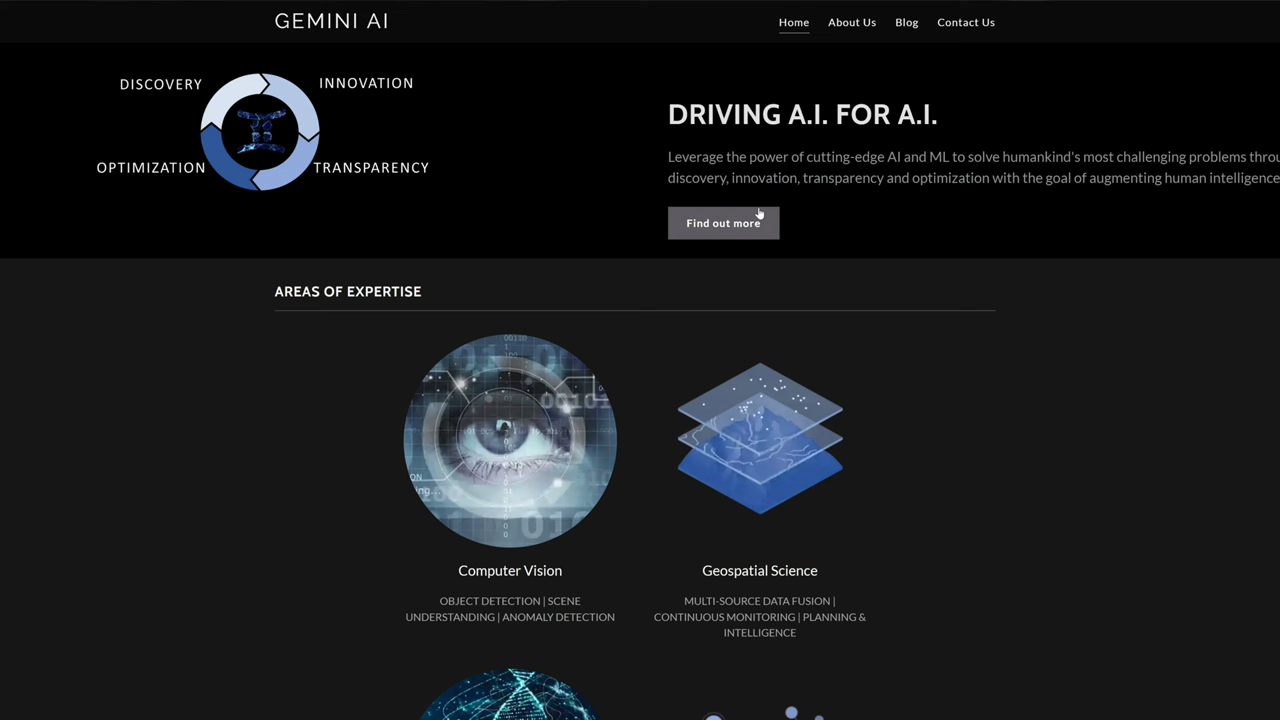 GEMINI AI
Home
About Us
Blog
Contact Us
DISCOVERY
INNOVATION
OPTIMIZATION
TRANSPARENCY
DRIVING A.I. FOR A.I.
Leverage the power of cutting-edge AI and ML to solve humankind's most challenging problems
discovery, innovation, transparency and optimization with the goal of augmenting human intelligence
Find out more
AREAS OF EXPERTISE
Computer Vision
OBJECT DETECTION | SCENE
UNDERSTANDING | ANOMALY DETECTION
Geospatial Science
MULTI-SOURCE DATA FUSION |
CONTINUOUS MONITORING | PLANNING &
INTELLIGENCE